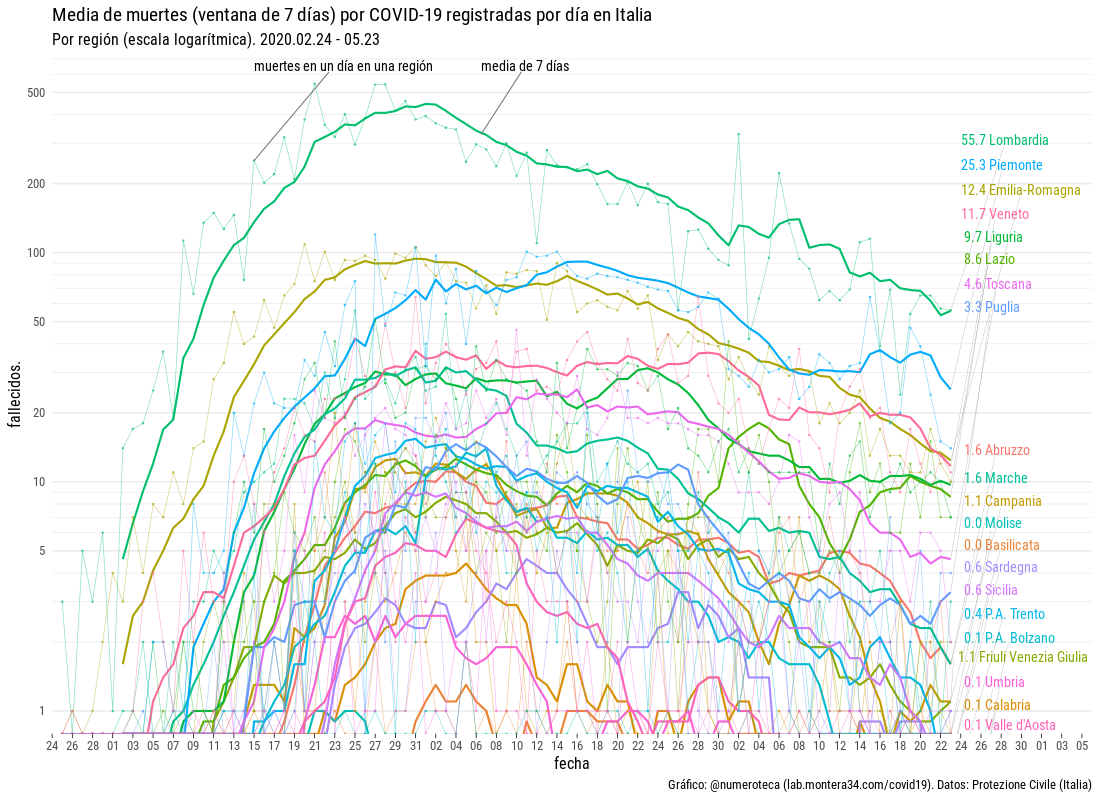 Media de muertes (ventana de 7 días) por COVID-19 registradas por día en Italia
Por región (escala logarítmica). 2020.02.24 - 05.23
muertes en un día en una región
media de 7 días
500
200
100
50
20
10
5
1
fallecidos.
55.7 Lombardia
25.3 Piemonte
12.4 Emilia-Romagna
11.7 Veneto
9.7 Liguria
8.6 Lazio
4.6 Toscana
3.3 Puglia
1.6 Abruzzo
1.6 Marche
1.1 Campania
0.0 Molise
0.0 Basilicata
0.6 Sardegna
0.6 Sicilia
0.4 P.A. Trento
0.1 P.A. Bolzano
1.1 Friuli Venezia Giulia
0.1 Umbria
0.1 Calabria
0.1 Valle d'Aosta
24 26 28 01 03 05 07 09 11 13 15 17 19 21 23 25 27 29 31 02 04 06 08 10 12 14 16 18 20 22 24 26 28 30 02 04 06 08 10 12 14 16 18 20 22 24 26 28 30 01 03 05
fecha
Gráfico: @numeroteca (lab.montera34.com/covid19). Datos: Protezione Civile (Italia)